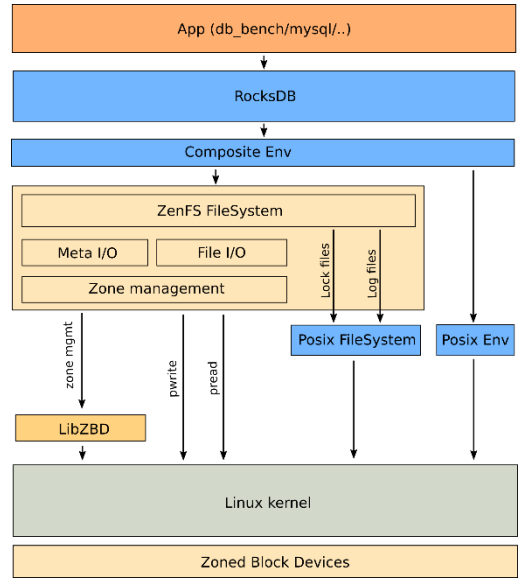 App (db_bench/mysql/..)
RocksDB
Composite Env
ZenFS FileSystem
Meta I/O
File I/O
Zone management
Lock files
Log files
Posix FileSystem
Posix Env
zone mgmt
pwrite
pread
LibZBD
Linux kernel
Zoned Block Devices